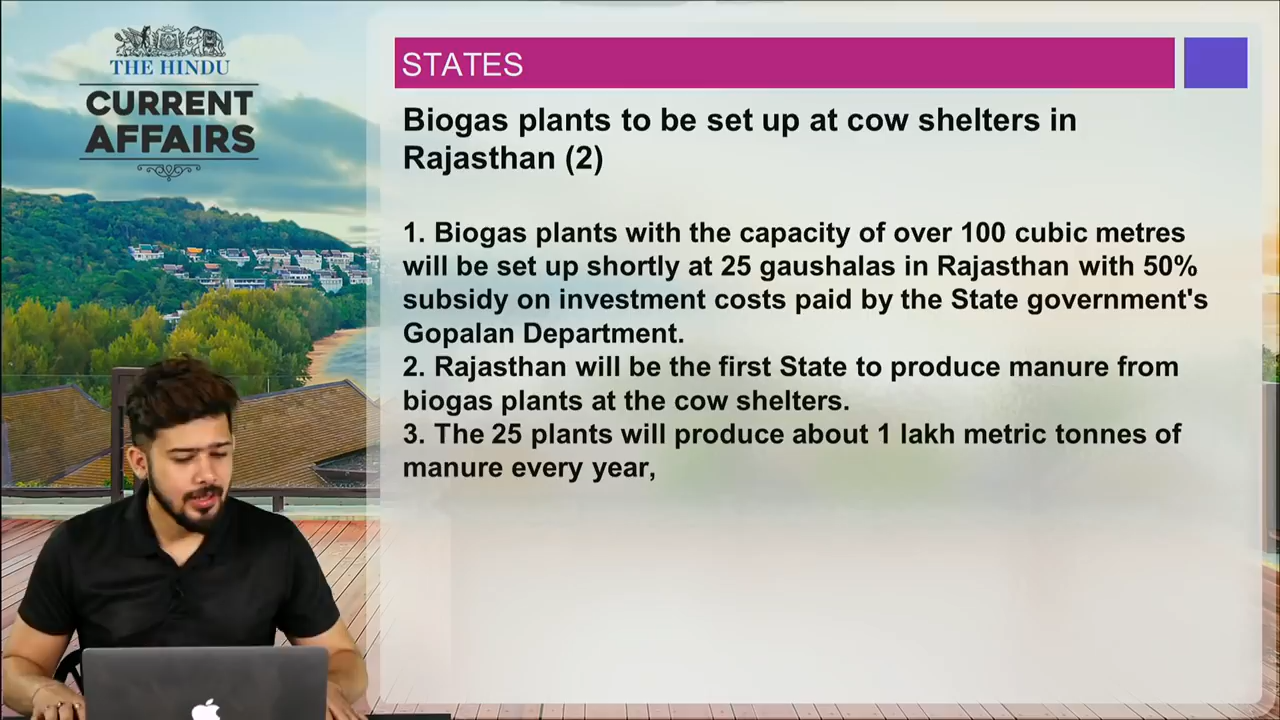 THE HINDU
CURRENT
AFFAIRS
STATES
Biogas plants to be set up at cow shelters in
Rajasthan (2)
1. Biogas plants with the capacity of over 100 cubic metres
will be set up shortly at 25 gaushalas in Rajasthan with 50%
subsidy on investment costs paid by the State government's
Gopalan Department.
2. Rajasthan will be the first State to produce manure from
biogas plants at the cow shelters.
3. The 25 plants will produce about 1 lakh metric tonnes of
manure every year,